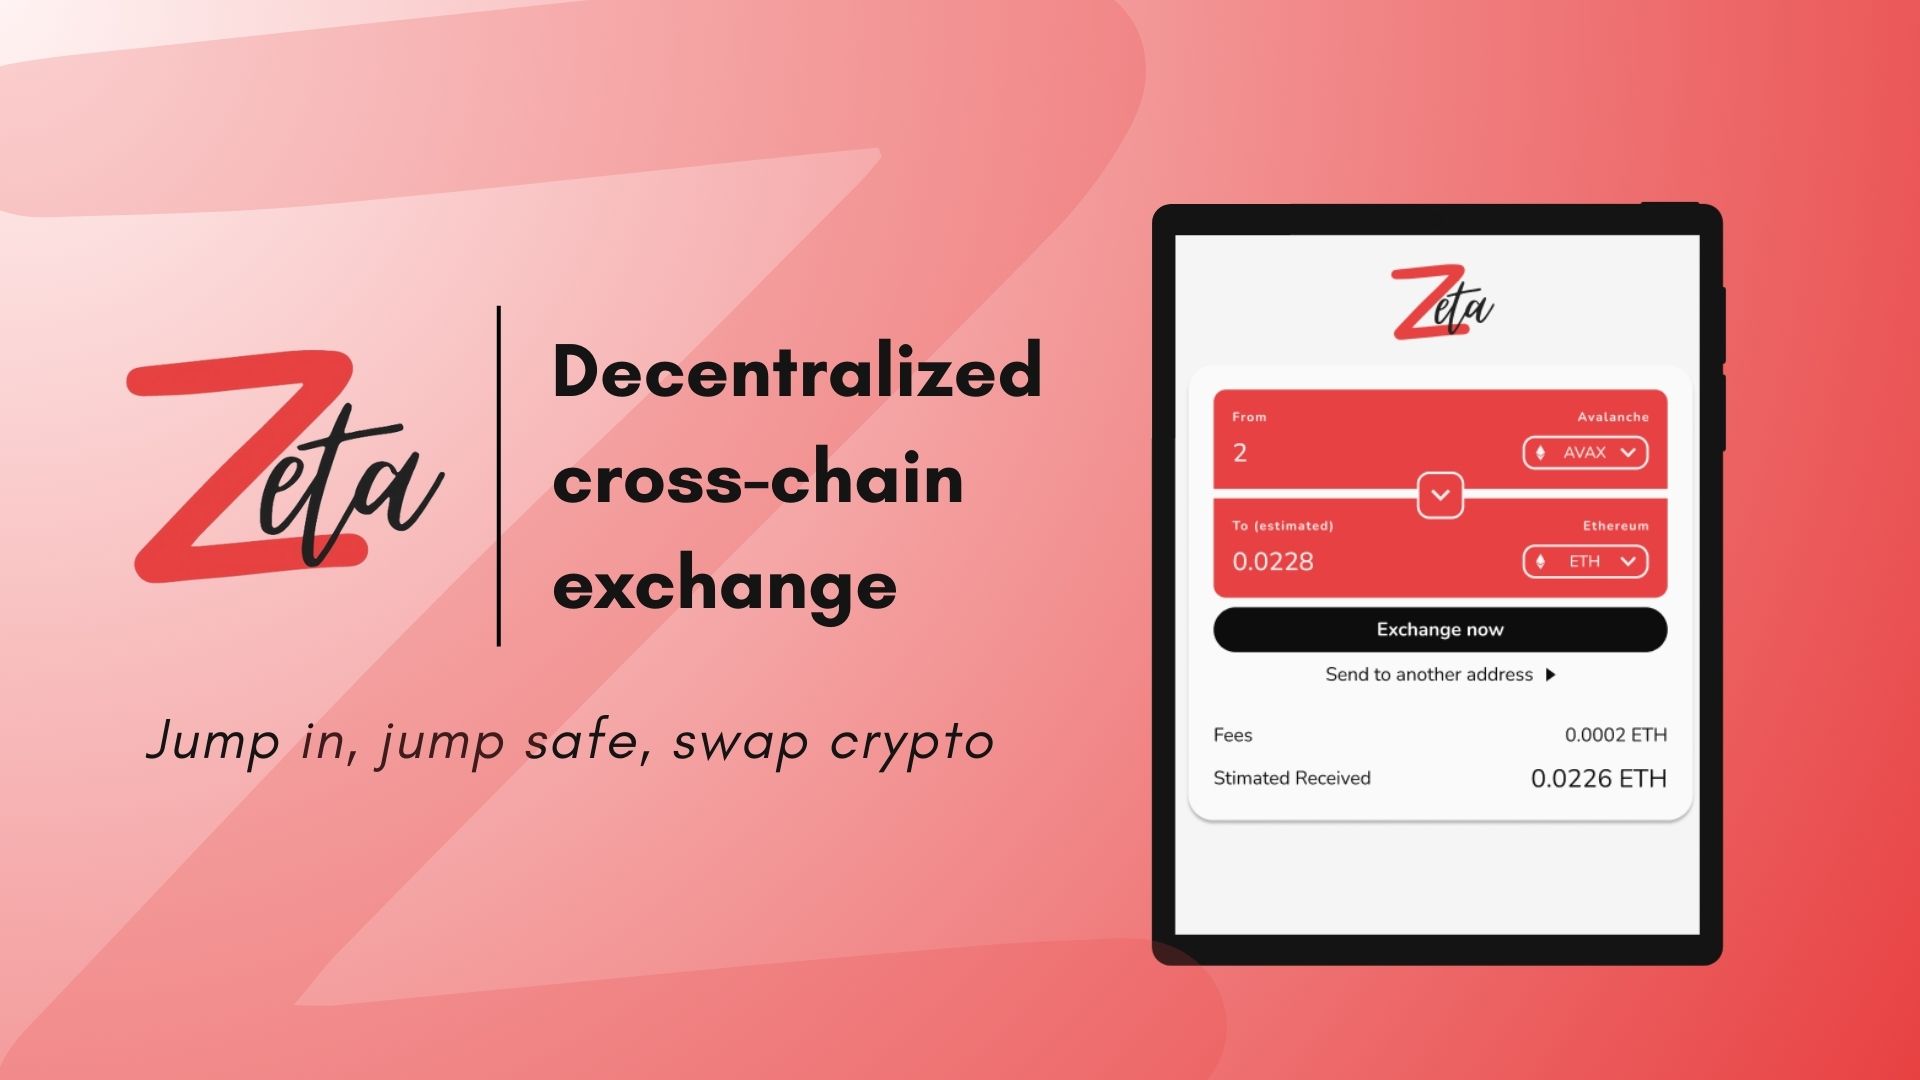 Zeta
Decentralized
cross-chain
exchange
Jump in, jump safe, swap crypto
Zeta
From
Avalanche
2
AVAX
To (estimated)
Ethereum
0.0228
ETH
Exchange now
Send to another address
Fees
0.0002 ETH
Stimated Received
0.0226 ETH